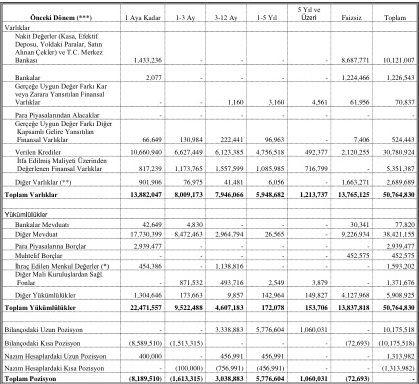 Önceki Dönem (***) 1 Aya Kadar 1-3 Ay 3-12 Ay 1-5 Yıl 5 Yıl ve Üzeri Faizsiz Toplam
Varlıklar
Nakit Değerler (Kasa, Efektif
Deposu, Yoldaki Paralar, Satın
Alınan Çekler) ve T.C. Merkez
Bankası 1,433,236 - - - - 8,687,771 10,121,007
Bankalar 2,077 - - - - 1,224,466 1,226,543
Gerçeğe Uygun Değer Farkı Kar
veya Zarara Yansıtılan Finansal
Varlıklar - - 1,160 3,160 4,561 61,956 70,837
Para Piyasalarından Alacaklar - - - - - - -
Gerçeğe Uygun Değer Farkı Diğer
Kapsamlı Gelire Yansıtılan
Finansal Varlıklar 66,649 130,984 222,441 96,963 - 7,406 524,443
Verilen Krediler 10,660,940 6,627,449 6,123,385 4,756,518 492,377 2,120,255 30,780,924
İtfa Edilmiş Maliyeti Üzerinden
Değerlenen Finansal Varlıklar 817,239 1,173,765 1,557,599 1,085,985 716,799 - 5,351,387
Diğer Varlıklar (**) 901,906 76,975 41,481 6,056 - 1,663,271 2,689,689
Toplam Varlıklar 13,882,047 8,009,173 7,946,066 5,948,682 1,213,737 13,765,125 50,764,830
Yükümlülükler
Bankalar Mevduatı 42,649 4,830 - - - 30,341 77,820
Diğer Mevduat 17,730,399 8,472,463 2,964,794 26,565 - 9,226,934 38,421,155
Para Piyasalarına Borçlar 2,939,477 - - - - - 2,939,477
Muhtelif Borçlar - - - - - 452,575 452,575
İhraç Edilen Menkul Değerler (*) 454,386 - 1,138,816 - - - 1,593,202
Diğer Mali Kuruluşlardan Sağl.
Fonlar - 871,532 493,716 2,549 3,879 - 1,371,676
Diğer Yükümlülükler 1,304,646 173,663 9,857 142,964 149,827 4,127,968 5,908,925
Toplam Yükümlülükler 22,471,557 9,522,488 4,607,183 172,078 153,706 13,837,818 50,764,830
Bilançodaki Uzun Pozisyon - - 3,338,883 5,776,604 1,060,031 - 10,175,518
Bilançodaki Kısa Pozisyon (8,589,510) (1,513,315) - - - (72,693) (10,175,518)
Nazım Hesaplardaki Uzun Pozisyon 400,000 - 456,991 456,991 - - 1,313,982
Nazım Hesaplardaki Kısa Pozisyon - (100,000) (756,991) (456,991) - - (1,313,982)
Toplam Pozisyon (8,189,510) (1,613,315) 3,038,883 5,776,604 1,060,031 (72,693) -